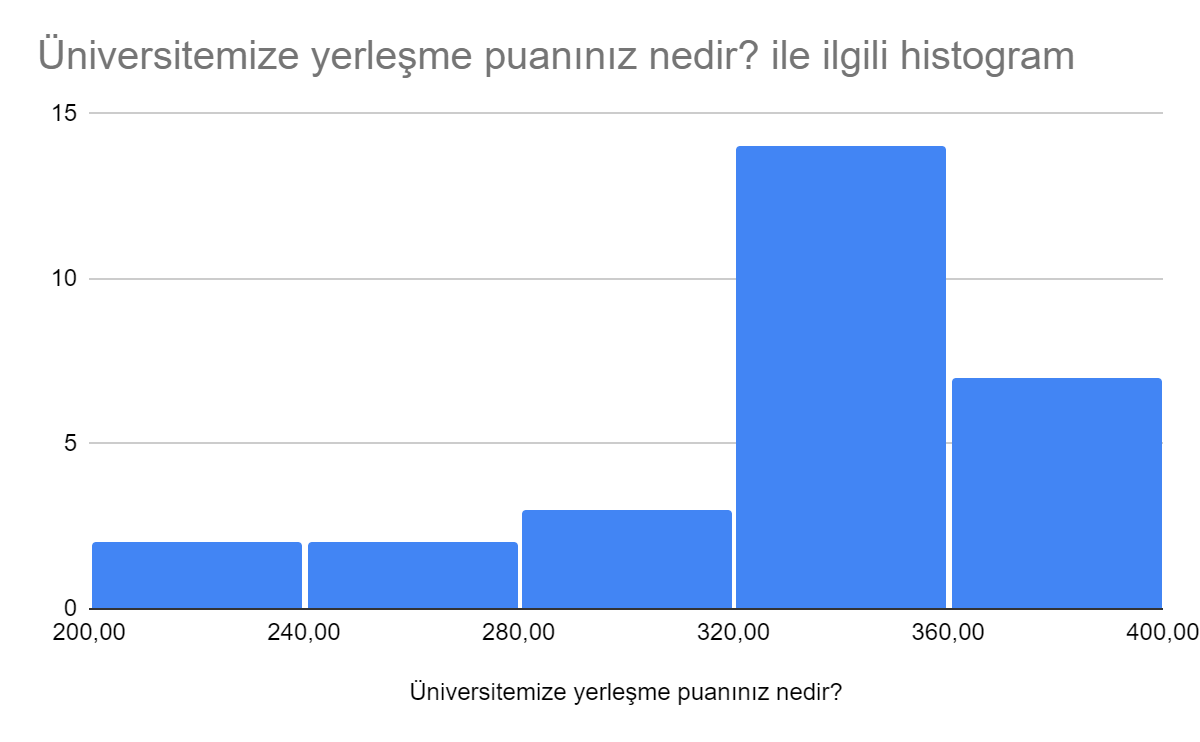 Üniversitemize yerleşme puanınız nedir? ile ilgili histogram
15
10
5
0
200,00 240,00 280,00 320,00 360,00 400,00
Üniversitemize yerleşme puanınız nedir?